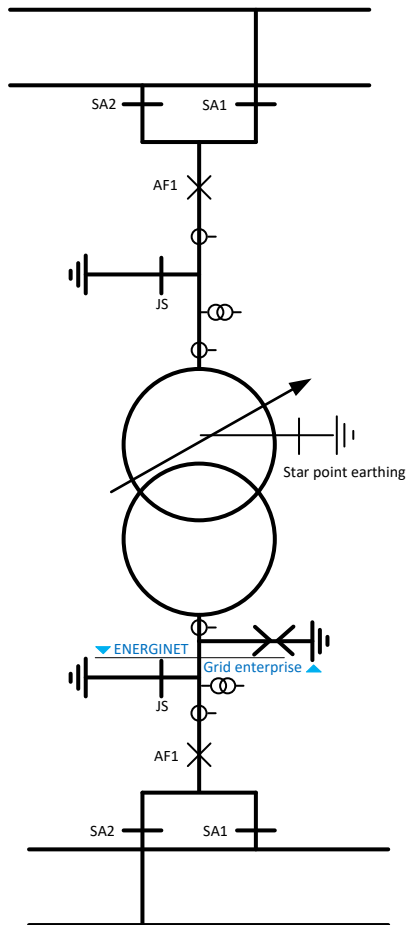 SA2
SA1
AF1
JS
Star point earthing
ENERGINET
Grid enterprise
JS
AF1
SA2
SA1